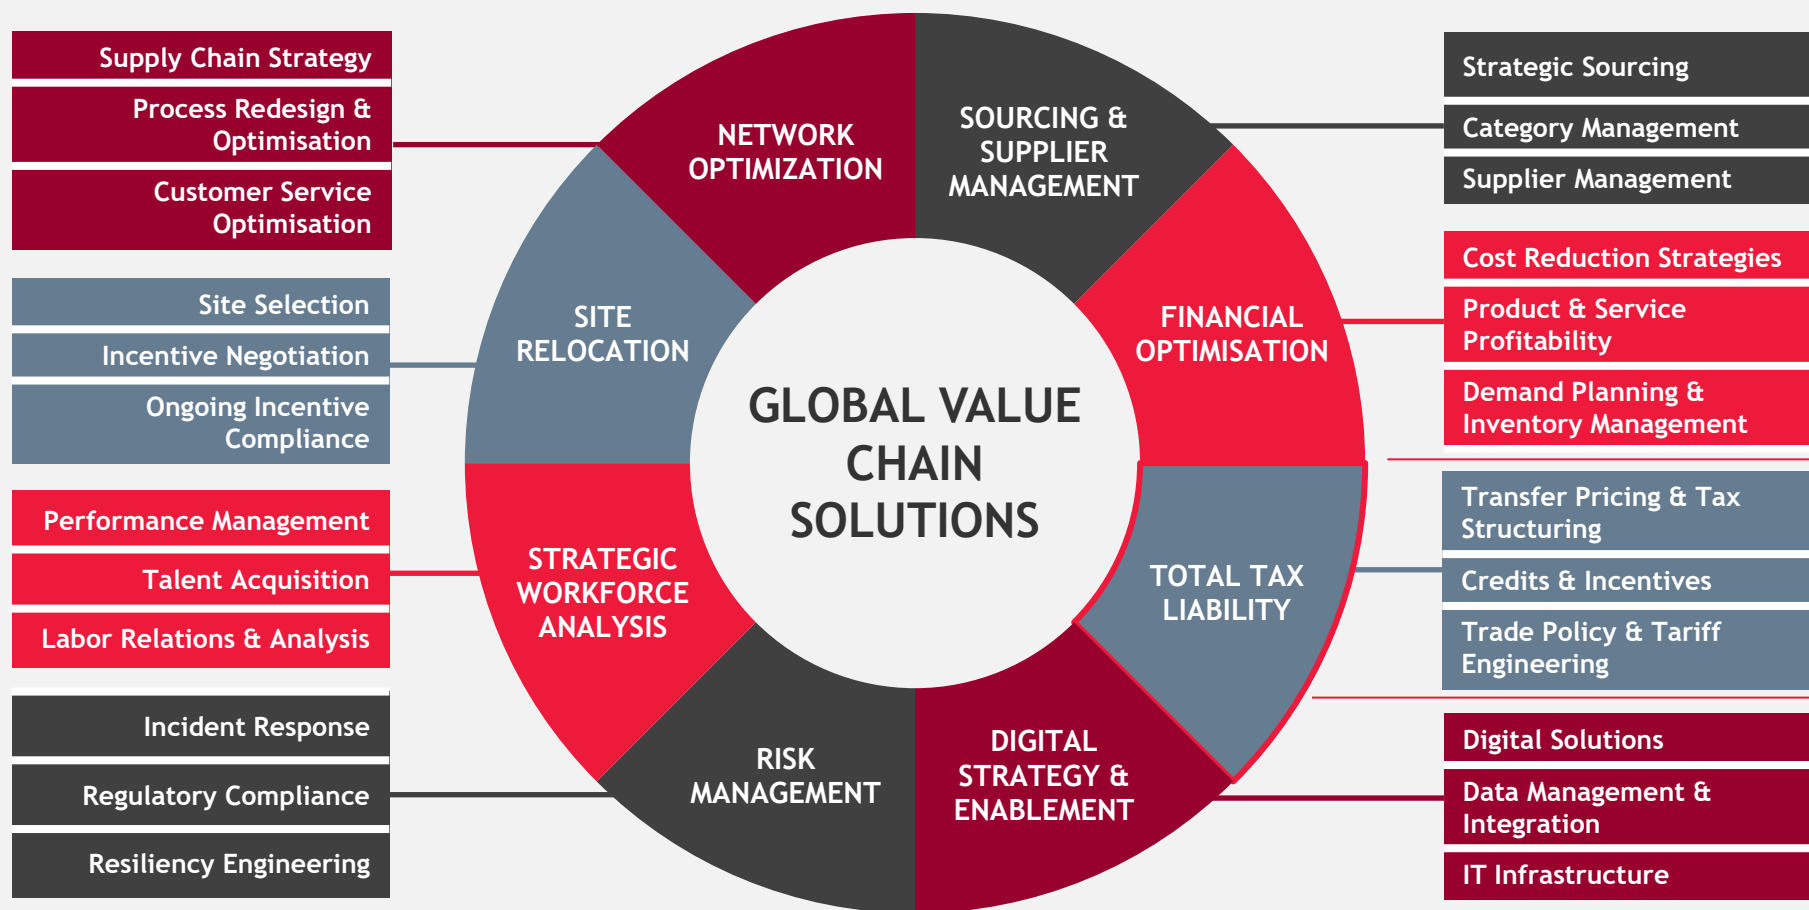 Supply Chain Strategy
Process Redesign &
Optimisation
Customer Service
Optimisation
Site Selection
Incentive Negotiation
Ongoing Incentive
Compliance
Performance Management
Talent Acquisition
Labor Relations & Analysis
Incident Response
Regulatory Compliance
Resiliency Engineering
NETWORK
OPTIMIZATION
SOURCING &
SUPPLIER
MANAGEMENT
SITE
RELOCATION
FINANCIAL
OPTIMISATION
GLOBAL VALUE
CHAIN
SOLUTIONS
STRATEGIC
WORKFORCE
ANALYSIS
TOTAL TAX
LIABILITY
RISK
MANAGEMENT
DIGITAL
STRATEGY &
ENABLEMENT
Strategic Sourcing
Category Management
Supplier Management
Cost Reduction Strategies
Product & Service
Profitability
Demand Planning &
Inventory Management
Transfer Pricing & Tax
Structuring
Credits & Incentives
Trade Policy & Tariff
Engineering
Digital Solutions
Data Management &
Integration
IT Infrastructure